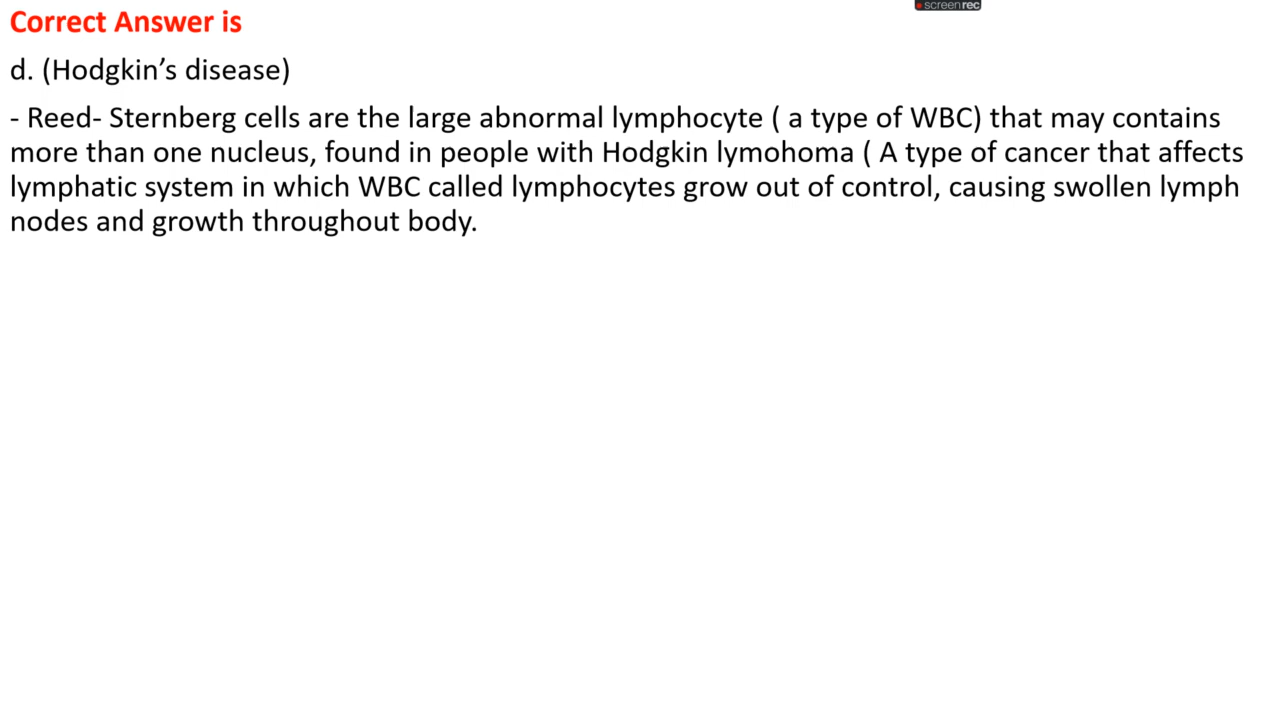 screenrec
Correct Answer is
d. (Hodgkin’s disease)
- Reed- Sternberg cells are the large abnormal lymphocyte ( a type of WBC) that may contains
more than one nucleus, found in people with Hodgkin lymohoma ( A type of cancer that affects
lymphatic system in which WBC called lymphocytes grow out of control, causing swollen lymph
nodes and growth throughout body.